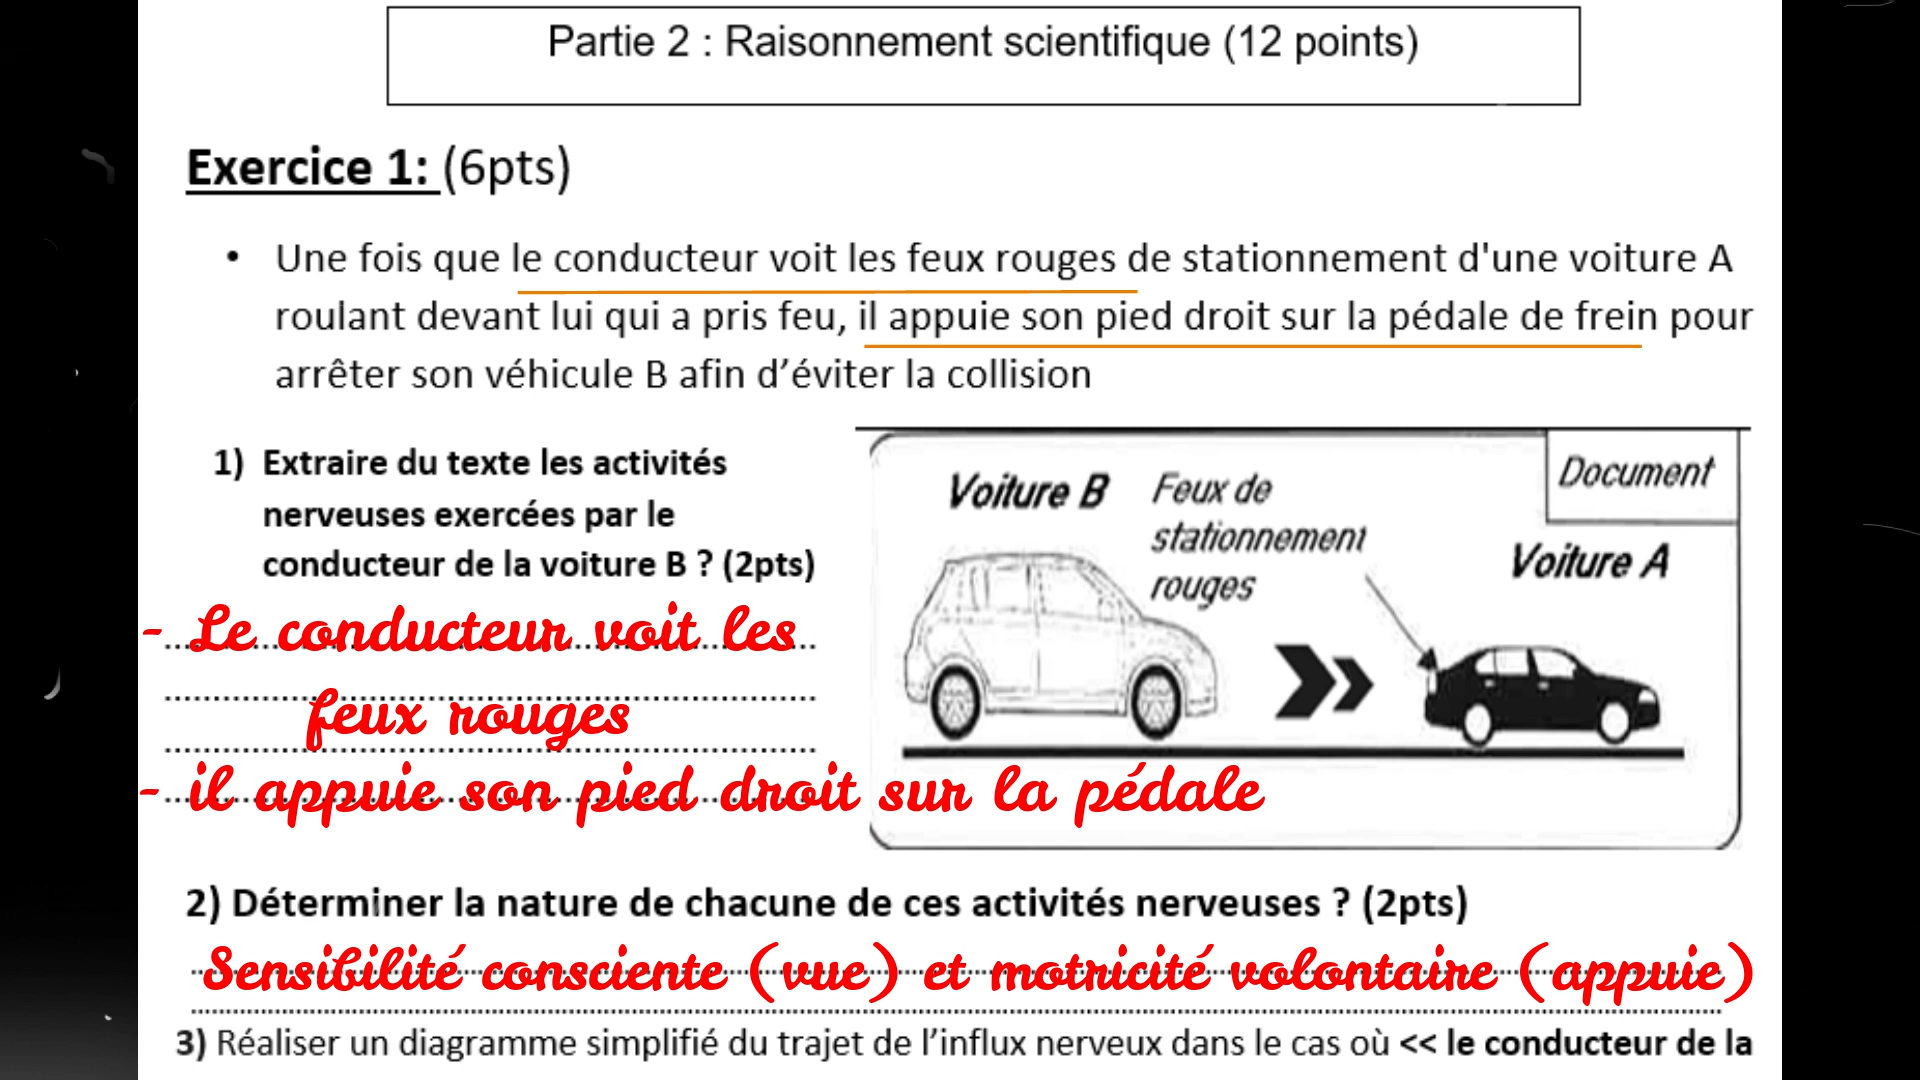 Partie 2 : Raisonnement scientifique (12 points)
Exercice 1: (6pts)
• Une fois que le conducteur voit les feux rouges de stationnement d'une voiture A
roulant devant lui qui a pris feu, il appuie son pied droit sur la pédale de frein pour
arrêter son véhicule B afin d’éviter la collision
1) Extraire du texte les activités
nerveuses exercées par le
conducteur de la voiture B ? (2pts)
- Le conducteur voit les
feux rouges
- il appuie son pied droit sur la pédale
Document
Voiture B
Feux de
stationnement
rouges
Voiture A
2) Déterminer la nature de chacune de ces activités nerveuses ? (2pts)
Sensibilité consciente (vue) et motricité volontaire (appuie)
3) Réaliser un diagramme simplifié du trajet de l’influx nerveux dans le cas où << le conducteur de la